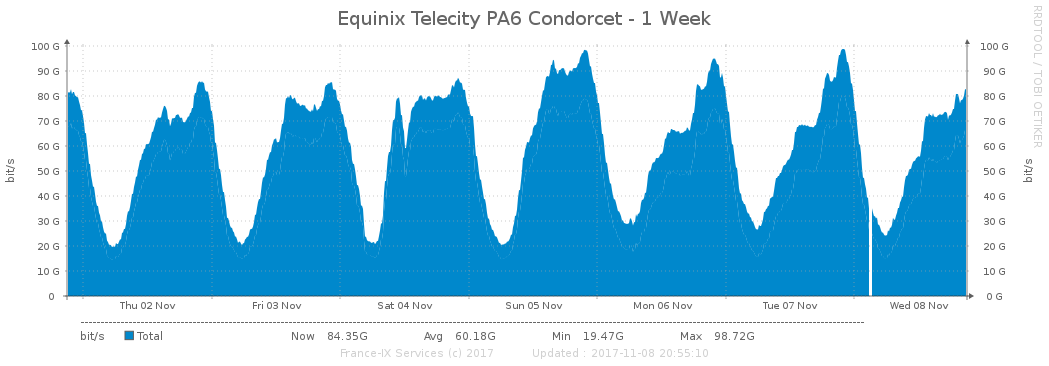 Equinix Telecity PA6 Condorcet - 1 Week
RRDTOOL / TOBI OETIKER
bit/s
bit/s
100 G 100 G
90 G 90 G
80 G 80 G
70 G 70 G
60 G 60 G
50 G 50 G
40 G 40 G
30 G 30 G
20 G 20 G
10 G 10 G
0 0 G
Thu 02 Nov Fri 03 Nov Sat 04 Nov Sun 05 Nov Mon 06 Nov Tue 07 Nov Wed 08 Nov
bit/s Total Now 84.35G Avg 60.18G Min 19.47G Max 98.72G
France-IX Services (c) 2017 Updated : 2017-11-08 20:55:10